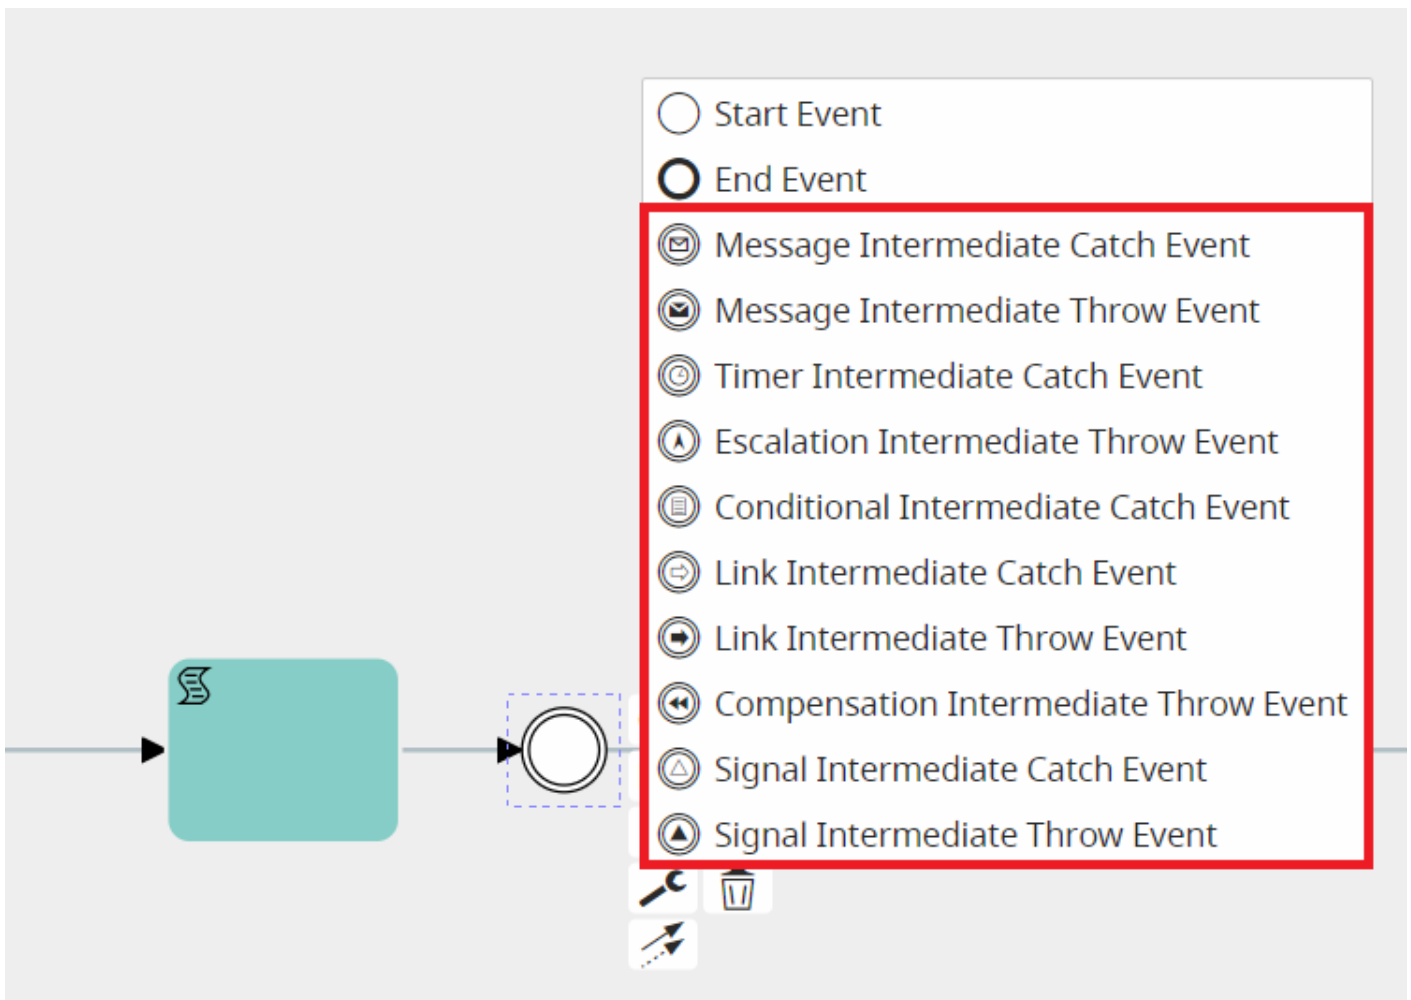 Start Event
End Event
Message Intermediate Catch Event
Message Intermediate Throw Event
Timer Intermediate Catch Event
Escalation Intermediate Throw Event
Conditional Intermediate Catch Event
Link Intermediate Catch Event
Link Intermediate Throw Event
Compensation Intermediate Throw Event
Signal Intermediate Catch Event
Signal Intermediate Throw Event